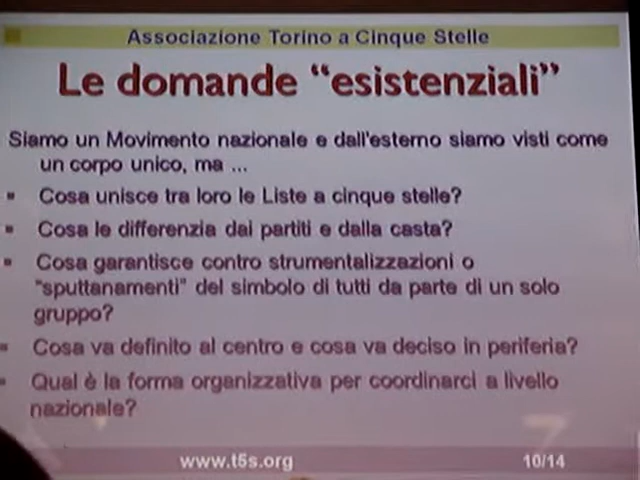 Associazione Torino a Cinque Stelle
Le domande “esistenziali”
Siamo un Movimento nazionale e dall'esterno siamo visti come
un corpo unico, ma ...
▪ Cosa unisce tra loro le Liste a cinque stelle?
▪ Cosa le differenzia dai partiti e dalla casta?
▪ Cosa garantisce contro strumentalizzazioni o
"sputtanamenti" del simbolo di tutti da parte di un solo
gruppo?
▪ Cosa va definito al centro e cosa va deciso in periferia?
▪ Qual è la forma organizzativa per coordinarci a livello
nazionale?
www.t5s.org 10/14